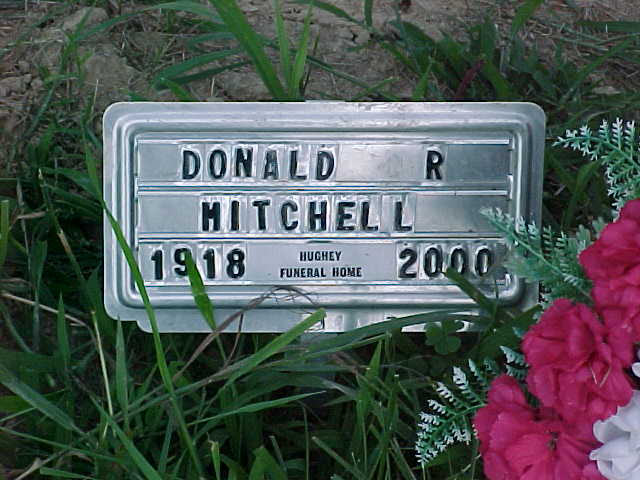 DONALD R
MITCHELL
1918 HUGHEY FUNERAL HOME 2000